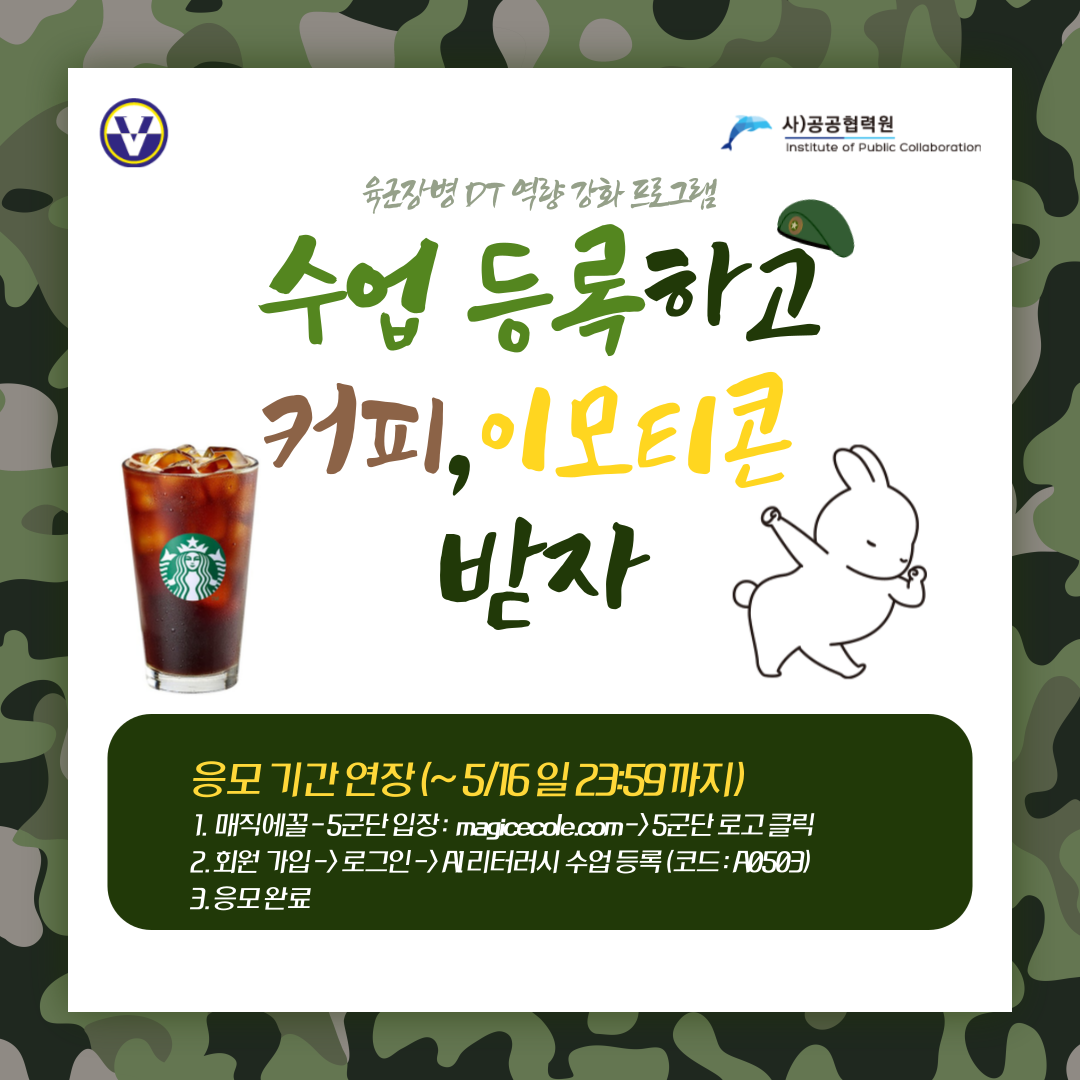 V
사)공공협력원
Institute of Public Collaboration
육군장병 DT 역량 강화 프로그램
수업 등록하고
커피, 이모티콘
받자
응모 기간 연장 (~ 5/16 일 23:59 까지)
1. 매직에꼴 - 5군단 입장 : magicecole.com -> 5군단 로고 클릭
2. 회원 가입 -> 로그인 -> AI 리터러시 수업 등록 (코드 : A0503)
3. 응모 완료